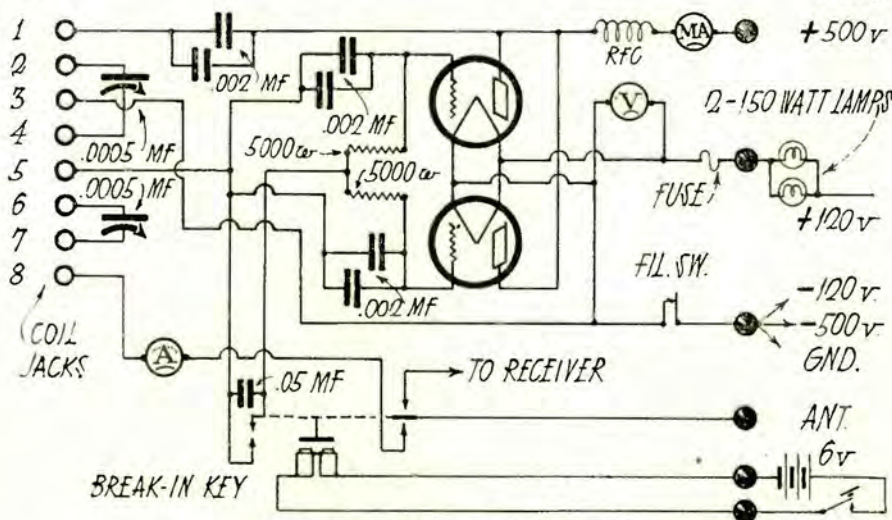 1
2
3
4
5
6
7
8
COIL
JACKS
.002 MF
.002 MF
.0005 MF
.0005 MF
5000 ω
5000 ω
.002 MF
RFC
MA
+500 v
V
2-150 WATT LAMPS
FUSE
+120 v
FIL. SW.
-120 v.
-500 v.
GND.
A
.05 MF
TO RECEIVER
ANT.
6 v
BREAK-IN KEY